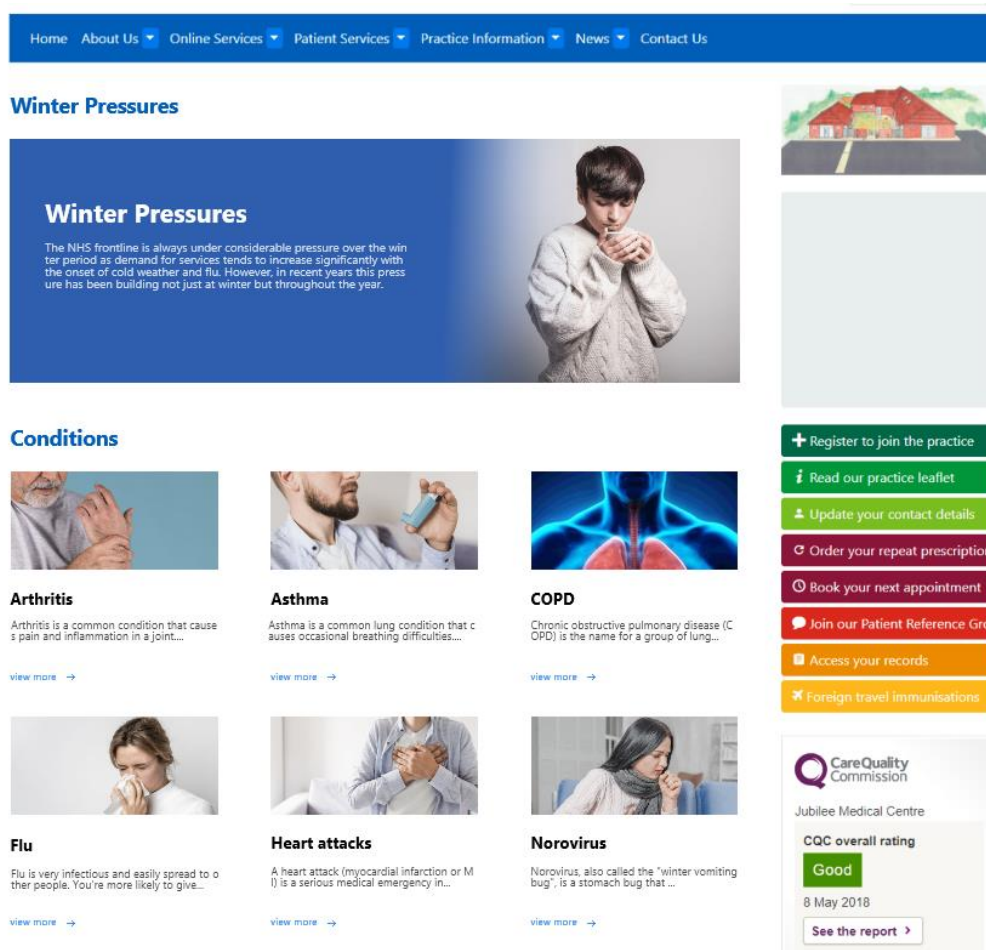 Home About Us Online Services Patient Services Practice Information News Contact Us
Winter Pressures
Winter Pressures
The NHS frontline is always under considerable pressure over the win
ter period as demand for services tends to increase significantly with
the onset of cold weather and flu. However, in recent years this press
ure has been building not just at winter but throughout the year.
Conditions
Arthritis
Arthritis is a common condition that cause
s pain and inflammation in a joint....
view more →
Asthma
Asthma is a common lung condition that c
auses occasional breathing difficulties....
view more →
COPD
Chronic obstructive pulmonary disease (C
OPD) is the name for a group of lung...
view more →
Flu
Flu is very infectious and easily spread to o
ther people. You're more likely to give...
view more →
Heart attacks
A heart attack (myocardial infarction or M
I) is a serious medical emergency in...
view more →
Norovirus
Norovirus, also called the "winter vomiting
bug", is a stomach bug that ...
view more →
Register to join the practice
Read our practice leaflet
Update your contact details
Order your repeat prescription
Book your next appointment
Join our Patient Reference Gro
Access your records
Foreign travel immunisations
CareQuality
Commission
Jubilee Medical Centre
CQC overall rating
Good
8 May 2018
See the report >